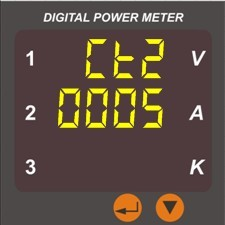 DIGITAL POWER METER
1 Ct2 V
2 0005 A
3 K